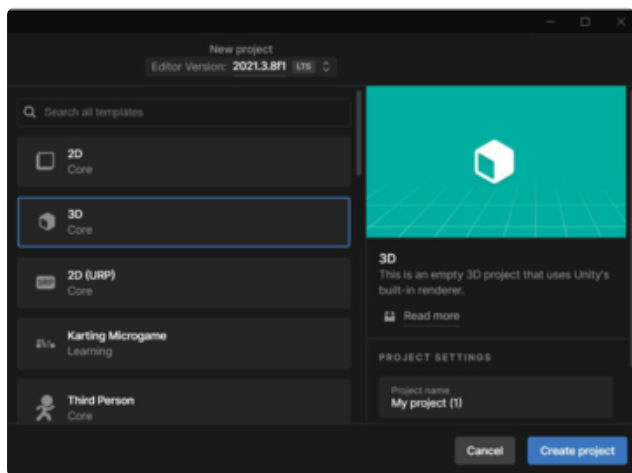 New project
Editor Version: 2021.3.8f1 LTS
Search all templates
2D
Core
3D
Core
2D (URP)
Core
Karting Microgame
Learning
Third Person
Core
3D
This is an empty 3D project that uses Unity's
built-in renderer.
Read more
PROJECT SETTINGS
Project name
My project (1)
Cancel
Create project